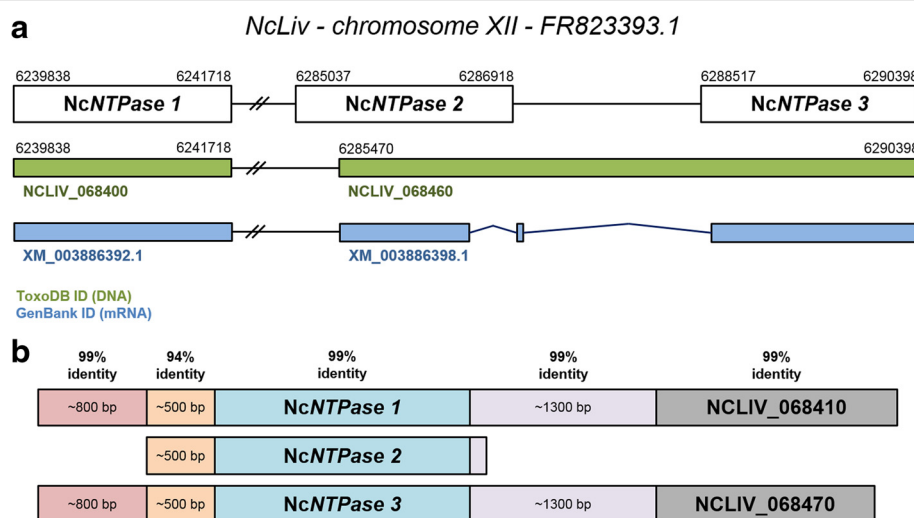 a
NcLiv - chromosome XII - FR823393.1
6239838 6241718 6285037 6286918 6288517 6290398
NcNTPase 1 NcNTPase 2 NcNTPase 3
6239838 6241718 6285470 6290398
NCLIV_068400 NCLIV_068460
XM_003886392.1 XM_003886398.1
ToxoDB ID (DNA)
GenBank ID (mRNA)
b
99% 94% 99% 99% 99%
identity identity identity identity identity
~800 bp ~500 bp NcNTPase 1 ~1300 bp NCLIV_068410
~500 bp NcNTPase 2
~800 bp ~500 bp NcNTPase 3 ~1300 bp NCLIV_068470